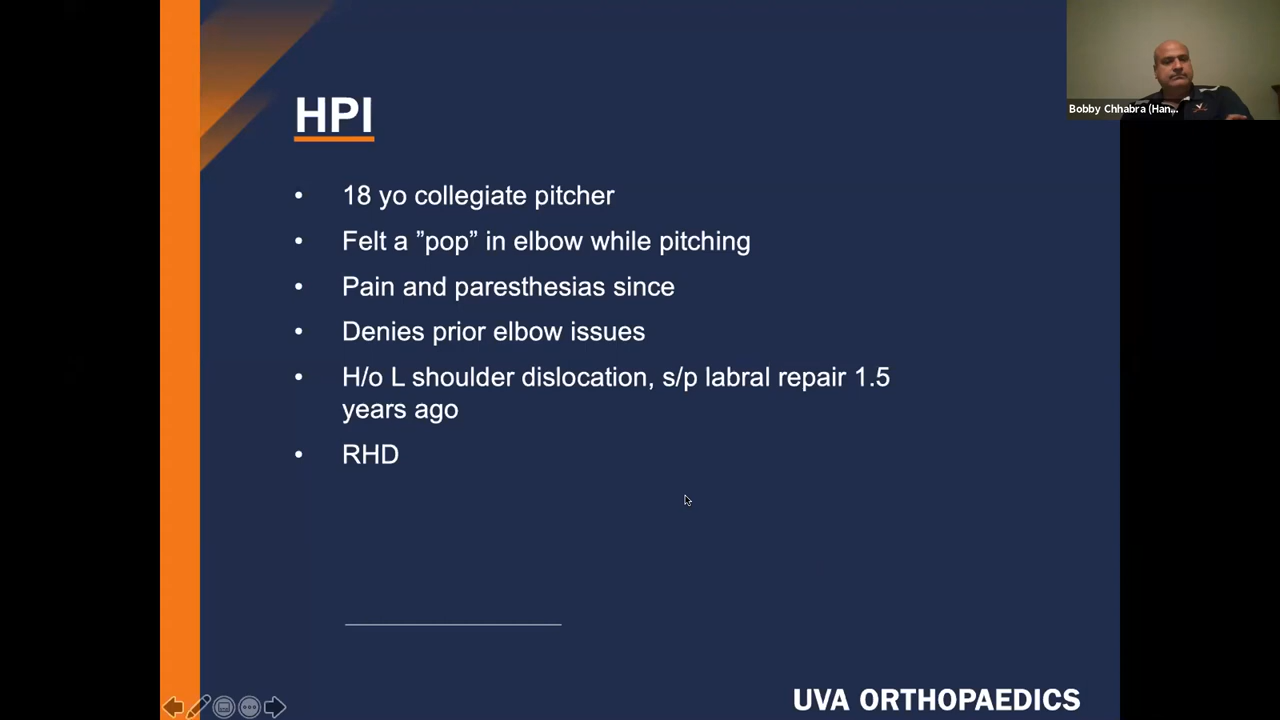 Bobby Chhabra (Han...
HPI
• 18 yo collegiate pitcher
• Felt a ”pop” in elbow while pitching
• Pain and paresthesias since
• Denies prior elbow issues
• H/o L shoulder dislocation, s/p labral repair 1.5
years ago
• RHD
UVA ORTHOPAEDICS